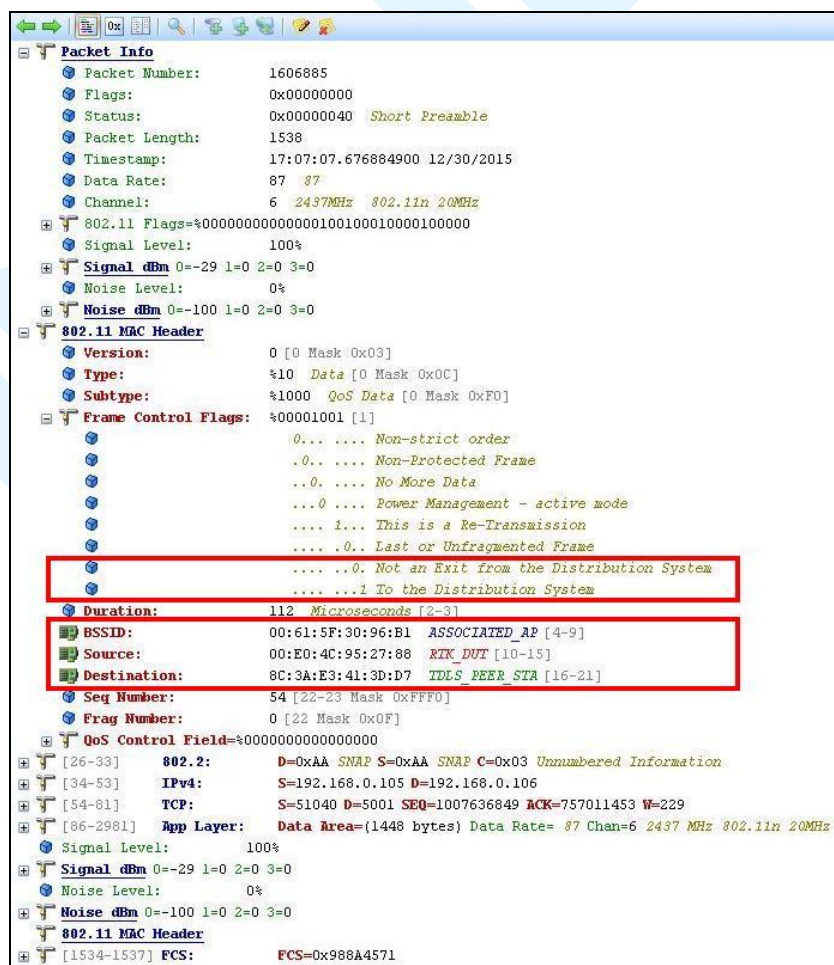 0x
Packet Info
Packet Number: 1606885
Flags: 0x00000000
Status: 0x00000040 Short Preamble
Packet Length: 1538
Timestamp: 17:07:07.676884900 12/30/2015
Data Rate: 87 87
Channel: 6 2437MHz 802.11n 20MHz
802.11 Flags=%00000000000000100100010000100000
Signal Level: 100%
Signal dBm 0=-29 1=0 2=0 3=0
Noise Level: 0%
Noise dBm 0=-100 1=0 2=0 3=0
802.11 MAC Header
Version: 0 [0 Mask 0x03]
Type: %10 Data [0 Mask 0x0C]
Subtype: %1000 QoS Data [0 Mask 0xF0]
Frame Control Flags: %00001001 [1]
0... .... Non-strict order
.0.. .... Non-Protected Frame
..0. .... No More Data
...0 .... Power Management - active mode
.... 1... This is a Re-Transmission
.... .0.. Last or Unfragmented Frame
.... ..0. Not an Exit from the Distribution System
.... ...1 To the Distribution System
Duration: 112 Microseconds [2-3]
BSSID: 00:61:5F:30:96:B1 ASSOCIATED_AP [4-9]
Source: 00:E0:4C:95:27:88 RTK_DUT [10-15]
Destination: 8C:3A:E3:41:3D:D7 TDLS_PEER_STA [16-21]
Seq Number: 54 [22-23 Mask 0xFFF0]
Frag Number: 0 [22 Mask 0x0F]
QoS Control Field=%0000000000000000
[26-33] 802.2: D=0xAA SNAP S=0xAA SNAP C=0x03 Unnumbered Information
[34-53] IPv4: S=192.168.0.105 D=192.168.0.106
[54-81] TCP: S=51040 D=5001 SEQ=1007636849 ACK=757011453 W=229
[86-2981] App Layer: Data Area=(1448 bytes) Data Rate= 87 Chan=6 2437 MHz 802.11n 20MHz
Signal Level: 100%
Signal dBm 0=-29 1=0 2=0 3=0
Noise Level: 0%
Noise dBm 0=-100 1=0 2=0 3=0
802.11 MAC Header
[1534-1537] FCS: FCS=0x988A4571